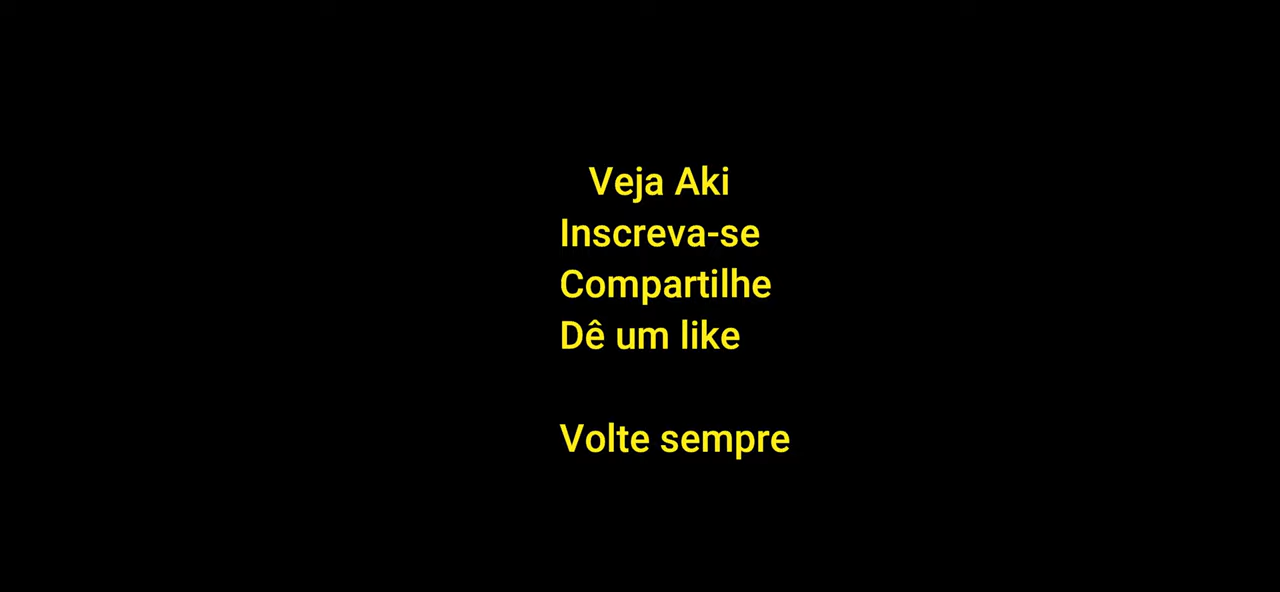 Veja Aki
Inscreva-se
Compartilhe
Dê um like
Volte sempre